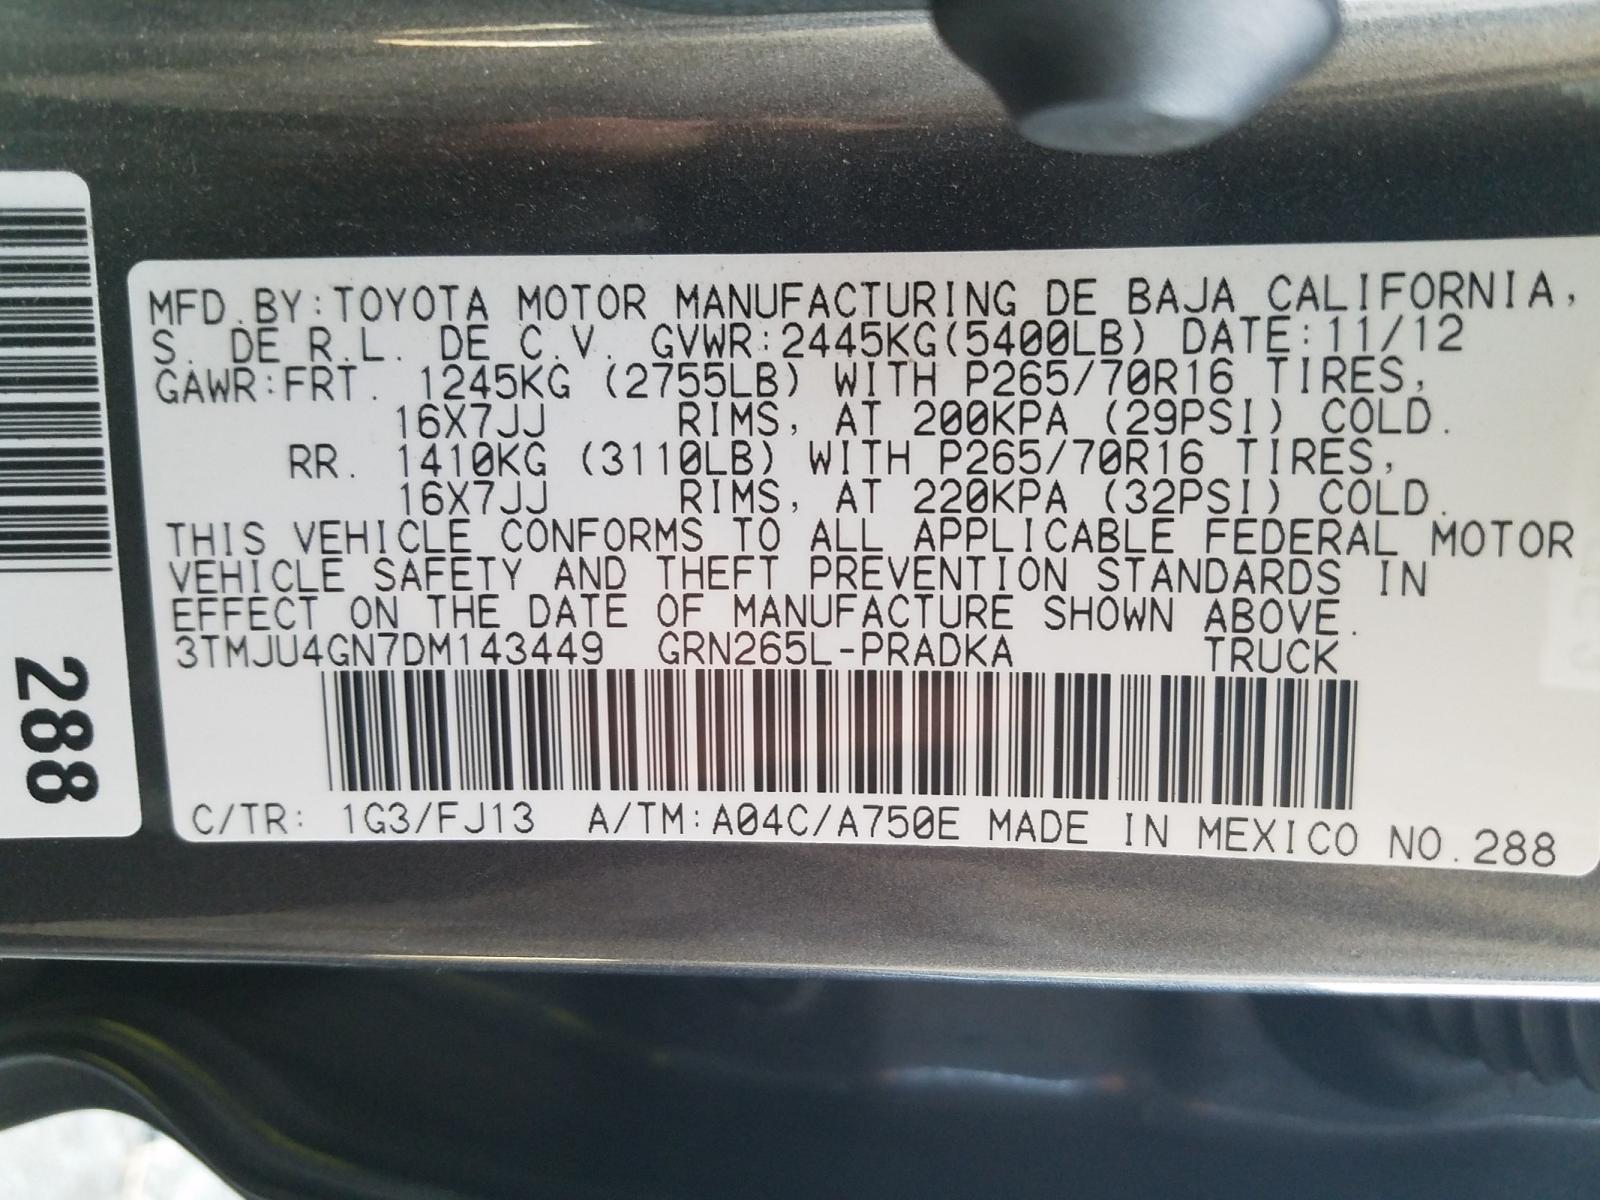 MFD.BY:TOYOTA MOTOR MANUFACTURING DE BAJA CALIFORNIA,
S. DE R.L. DE C.V. GVWR:2445KG(5400LB) DATE:11/12
GAWR:FRT. 1245KG (2755LB) WITH P265/70R16 TIRES,
16X7JJ RIMS, AT 200KPA (29PSI) COLD.
RR. 1410KG (3110LB) WITH P265/70R16 TIRES,
16X7JJ RIMS, AT 220KPA (32PSI) COLD.
THIS VEHICLE CONFORMS TO ALL APPLICABLE FEDERAL MOTOR
VEHICLE SAFETY AND THEFT PREVENTION STANDARDS IN
EFFECT ON THE DATE OF MANUFACTURE SHOWN ABOVE.
3TMJU4GN7DM143449 GRN265L-PRADKA TRUCK
C/TR: 1G3/FJ13 A/TM:A04C/A750E MADE IN MEXICO NO.288
288